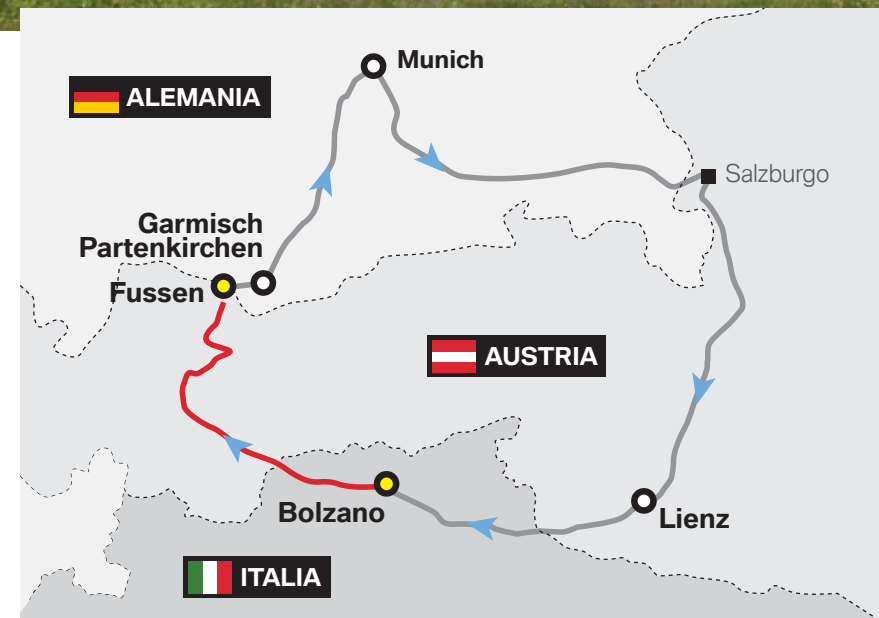 Munich
ALEMANIA
Salzburgo
Garmisch
Partenkirchen
Fussen
AUSTRIA
Bolzano
Lienz
ITALIA